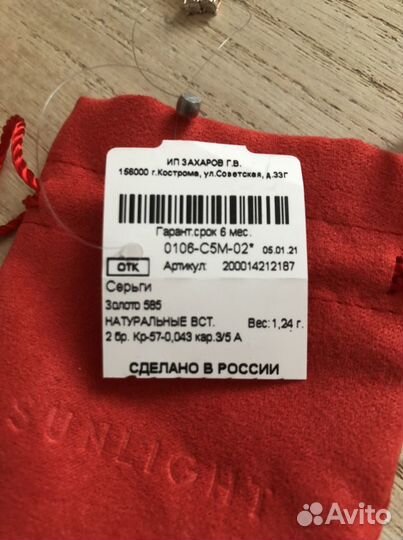 ИП ЗАХАРОВ Г.В.
156000 г.Кострома, ул.Советская, д.33Г
Гарант.срок 6 мес.
0106-С5М-02* 05.01.21
ОТК Артикул: 200014212187
Серьги
Золото 585
НАТУРАЛЬНЫЕ ВСТ. Вес: 1,24 г.
2 бр. Кр-57-0,043 кар.3/5 А
СДЕЛАНО В РОССИИ
SUNLIGHT
Avito